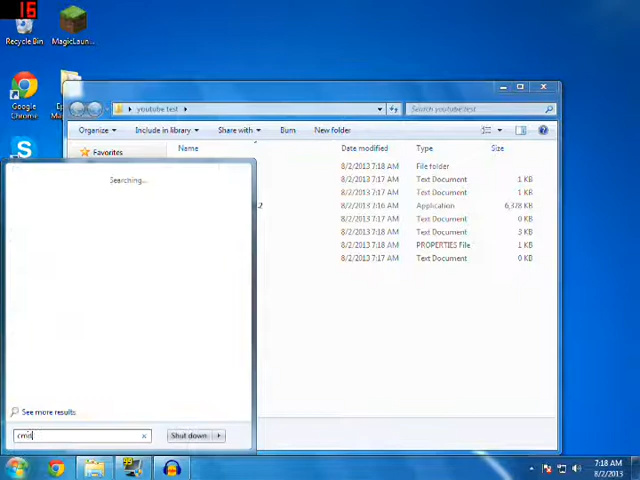 16
Recycle Bin
MagicLaun...
Google
Chrome
youtube test
Search youtube test
Organize
Include in library
Share with
Burn
New folder
Favorites
Name
Date modified
Type
Size
8/2/2013 7:18 AM File folder
8/2/2013 7:17 AM Text Document 1 KB
8/2/2013 7:17 AM Text Document 1 KB
2 8/2/2013 7:16 AM Application 6,378 KB
8/2/2013 7:17 AM Text Document 0 KB
8/2/2013 7:18 AM Text Document 3 KB
8/2/2013 7:18 AM PROPERTIES File 1 KB
8/2/2013 7:17 AM Text Document 0 KB
Searching...
See more results
cmd
Shut down
7:18 AM
8/2/2013